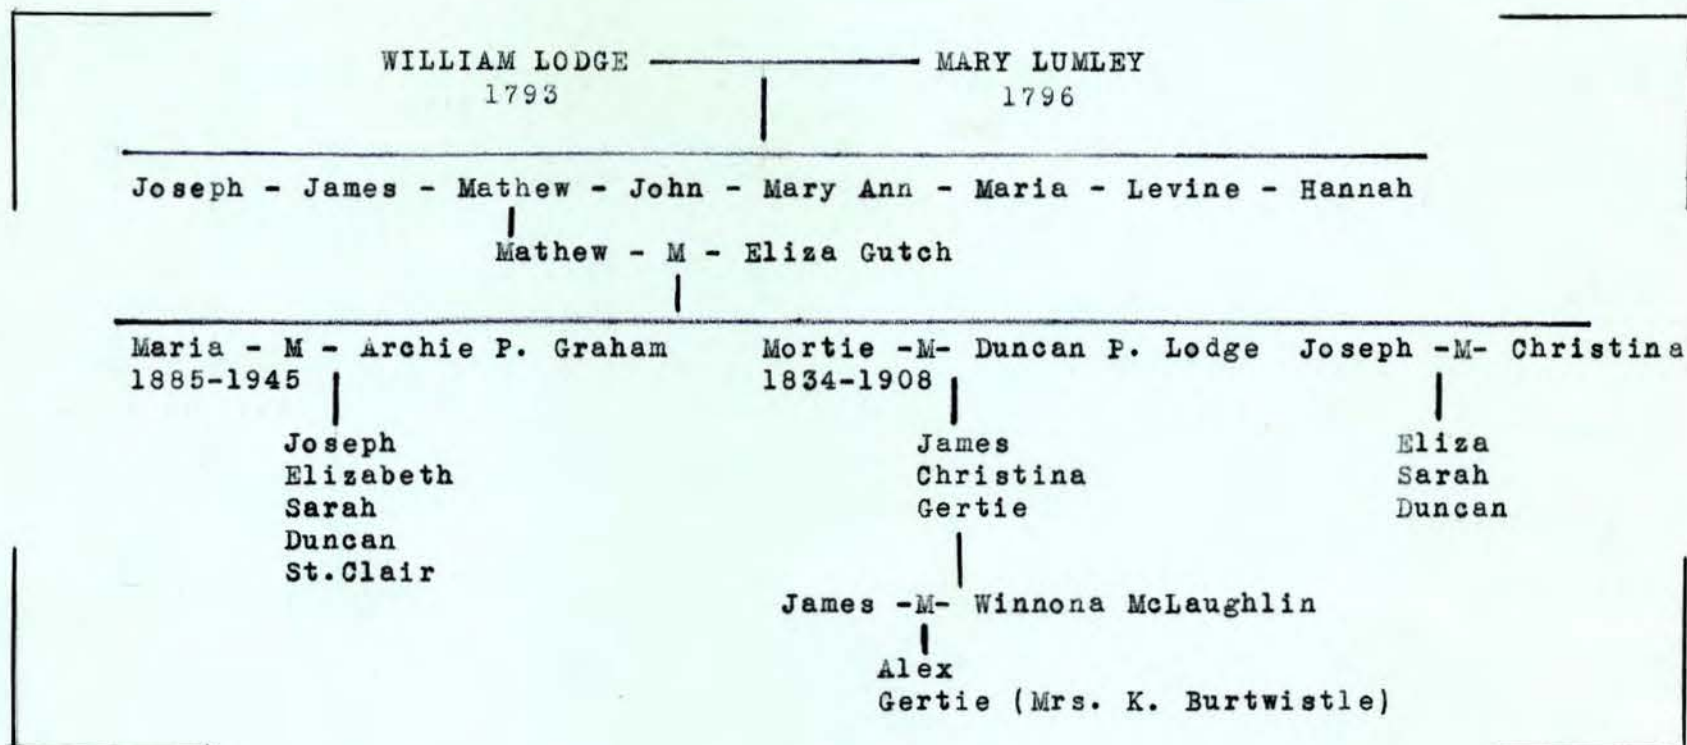 WILLIAM LODGE MARY LUMLEY
1793 1796
Joseph - James - Mathew - John - Mary Ann - Maria - Levine - Hannah
Mathew - M - Eliza Gutch
Maria - M - Archie P. Graham Mortie -M- Duncan P. Lodge Joseph -M- Christina
1885-1945 1834-1908
Joseph James Eliza
Elizabeth Christina Sarah
Sarah Gertie Duncan
Duncan
St.Clair
James -M- Winnona McLaughlin
Alex
Gertie (Mrs. K. Burtwistle)